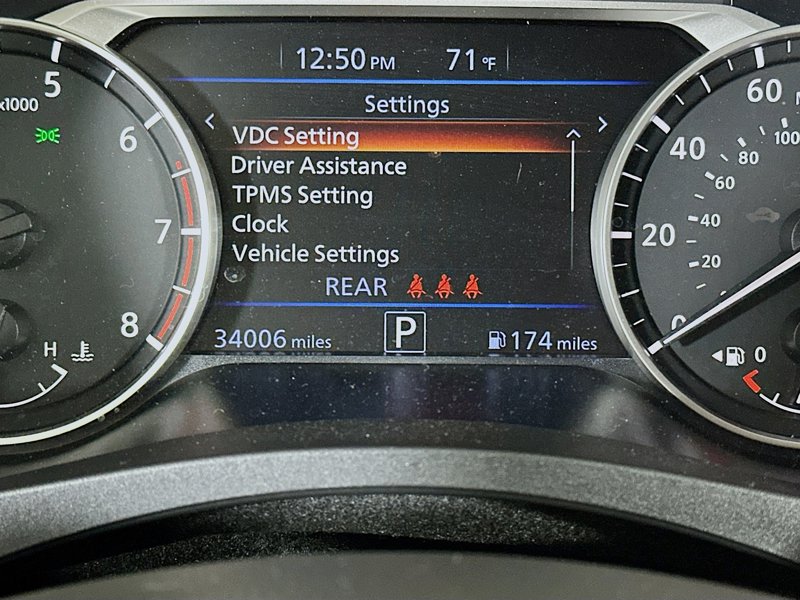 12:50 PM 71 °F
Settings
VDC Setting
Driver Assistance
TPMS Setting
Clock
Vehicle Settings
REAR
34006 miles P 174 miles
x1000
5
6
7
8
H
60
40
20
0
100
80
60
40
20
0